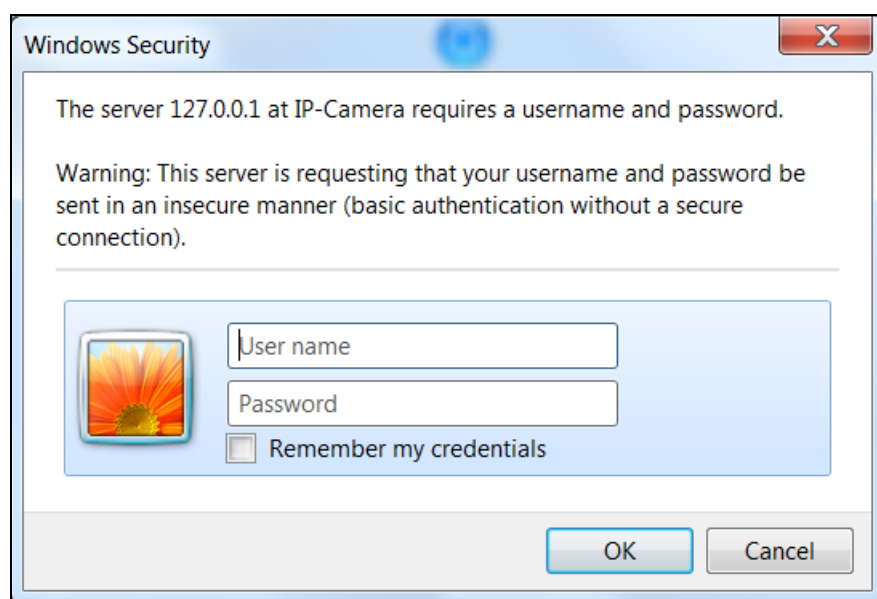 Windows Security
The server 127.0.0.1 at IP-Camera requires a username and password.
Warning: This server is requesting that your username and password be
sent in an insecure manner (basic authentication without a secure
connection).
User name
Password
Remember my credentials
OK
Cancel